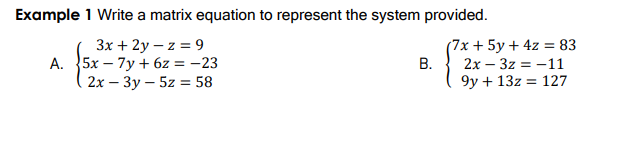 Example 1 Write a matrix equation to represent the system provided.
A. { 3x + 2y − z = 9
5x − 7y + 6z = −23
2x − 3y − 5z = 58
B. { 7x + 5y + 4z = 83
2x − 3z = −11
9y + 13z = 127